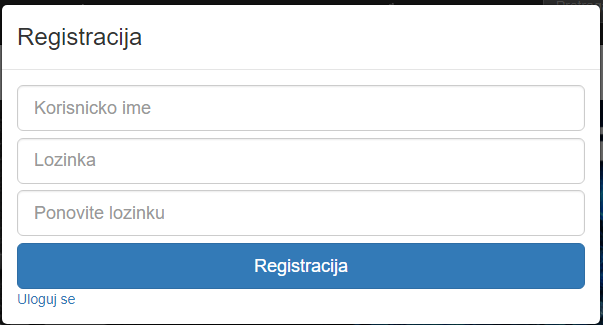 Registracija
Korisnicko ime
Lozinka
Ponovite lozinku
Registracija
Uloguj se